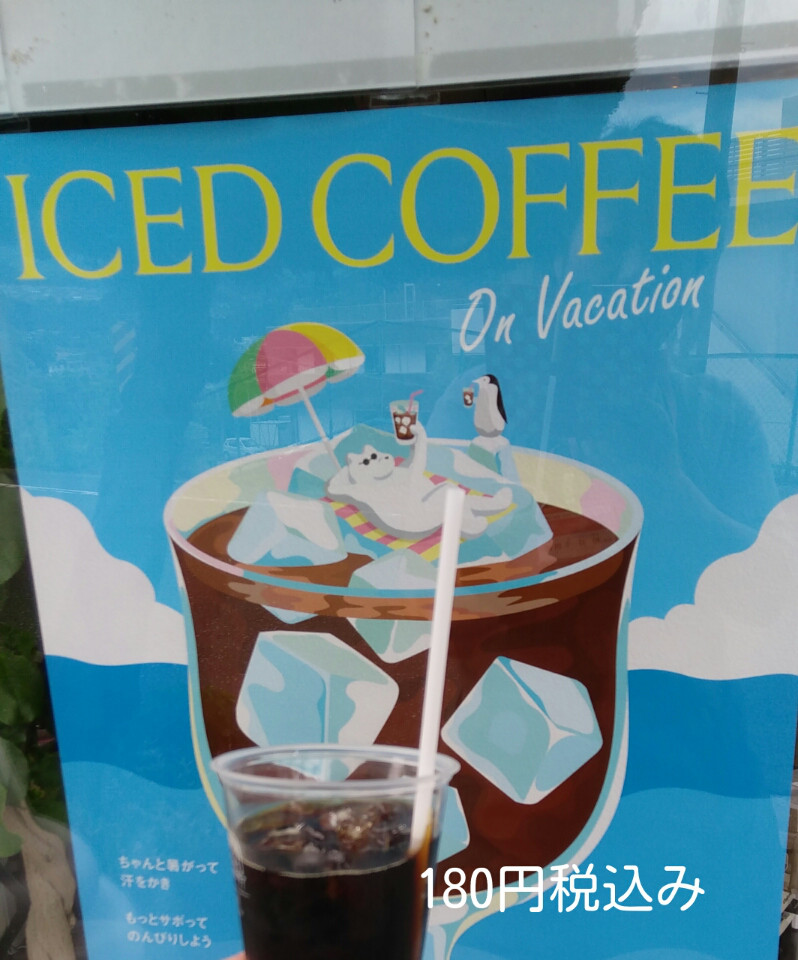 ICED COFFEE
On Vacation
ちゃんと暑がって
汗をかき
もっとサボって
のんびりしよう
180円税込み